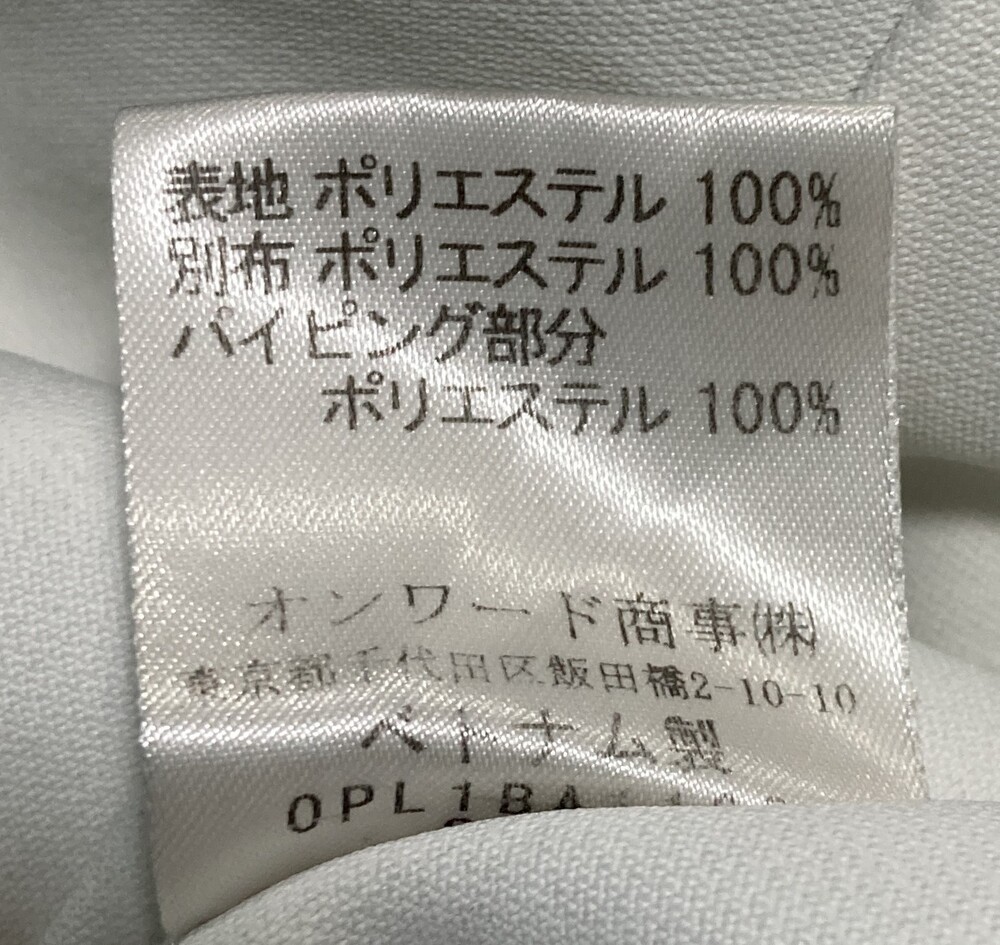 表地 ポリエステル 100%
別布 ポリエステル 100%
パイピング部分
ポリエステル 100%
オンワード商事(株)
東京都千代田区飯田橋2-10-10
ベトナム製